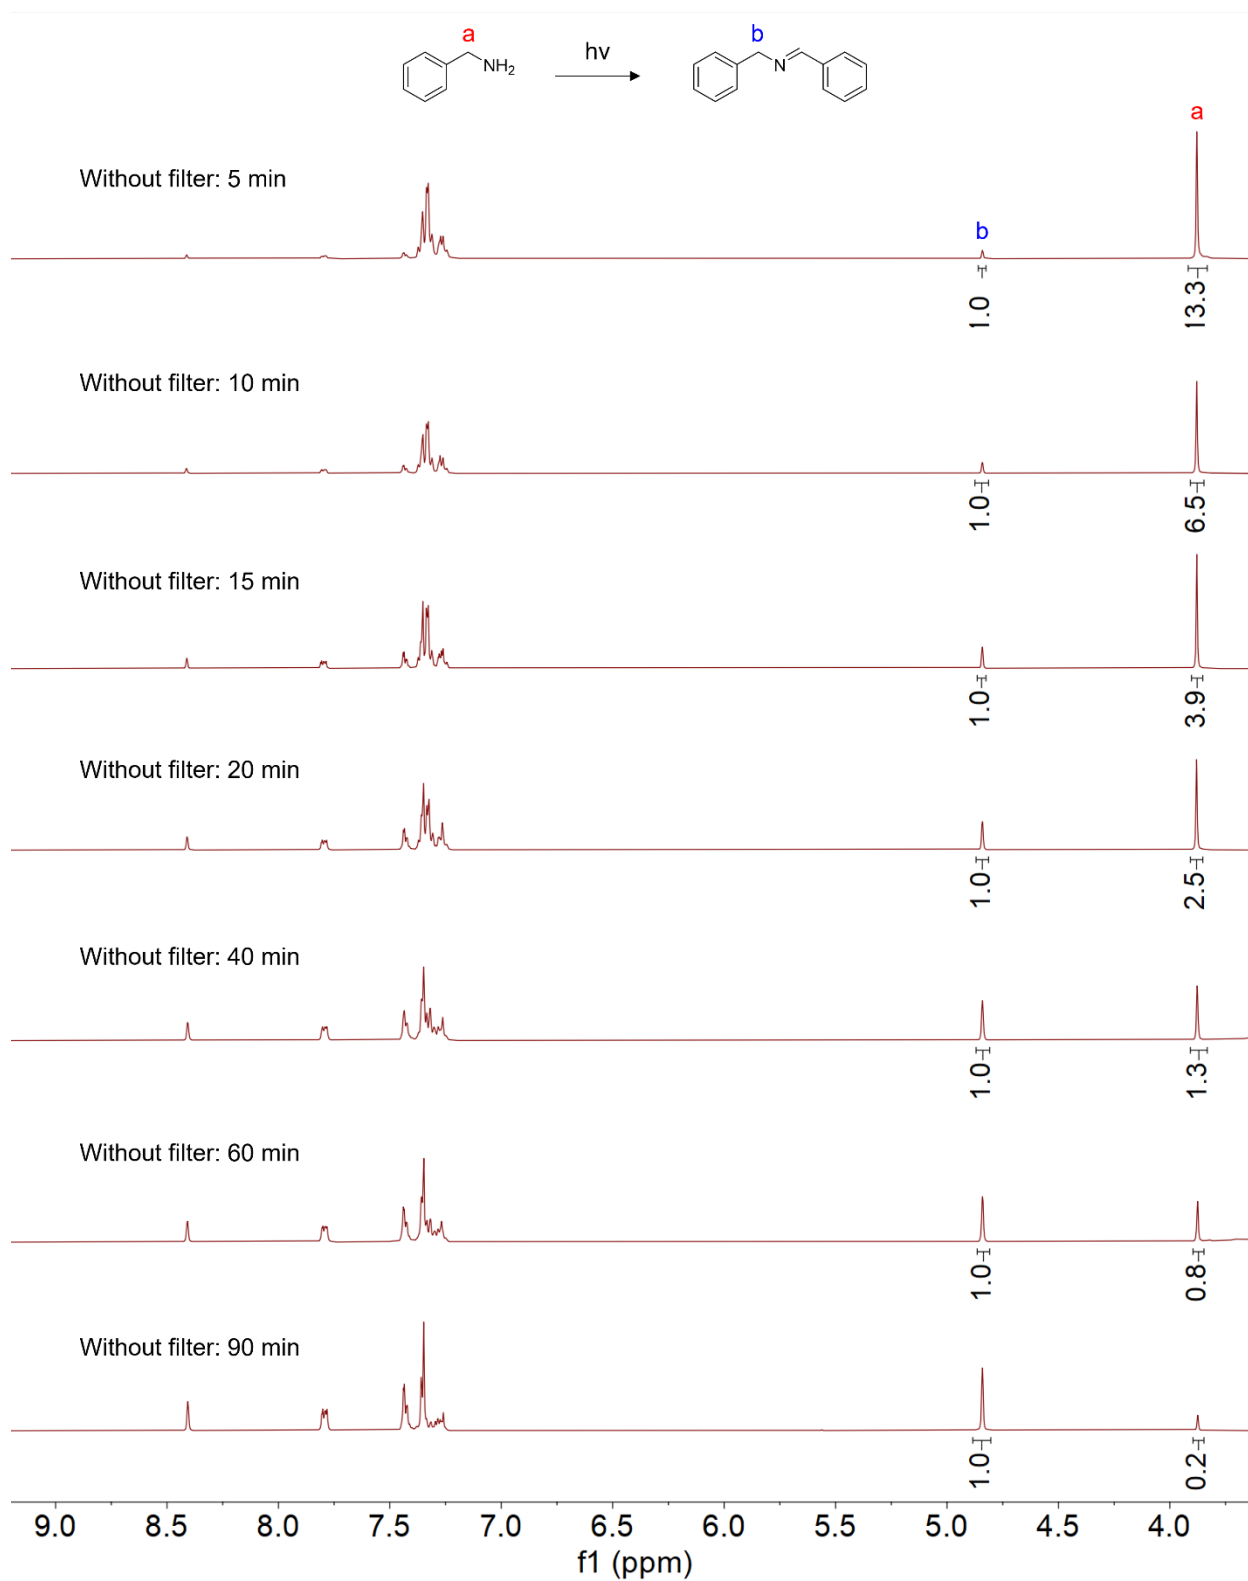 a
b
hv
NH2
N
a
Without filter: 5 min
b
1.0
13.3
Without filter: 10 min
1.0
6.5
Without filter: 15 min
1.0
3.9
Without filter: 20 min
1.0
2.5
Without filter: 40 min
1.0
1.3
Without filter: 60 min
1.0
0.8
Without filter: 90 min
1.0
0.2
9.0 8.5 8.0 7.5 7.0 6.5 6.0 5.5 5.0 4.5 4.0
f1 (ppm)